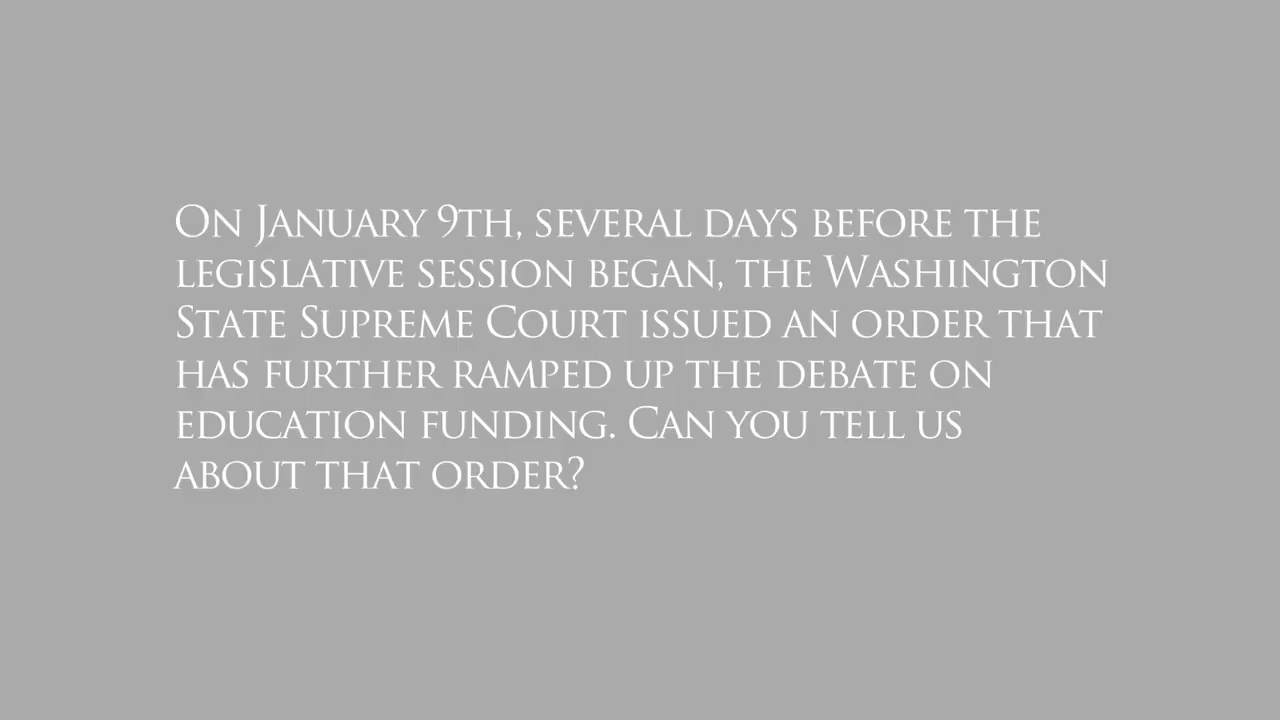 On January 9th, several days before the
legislative session began, the Washington
State Supreme Court issued an order that
has further ramped up the debate on
education funding. Can you tell us
about that order?